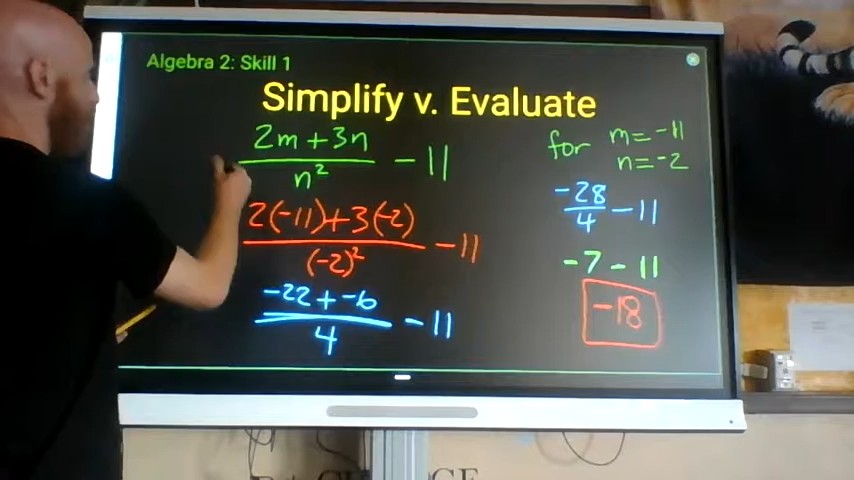 Algebra 2: Skill 1
Simplify v. Evaluate
2m + 3n / n² - 11
for m = -11
n = -2
2(-11) + 3(-2) / (-2)² - 11
-22 + -6 / 4 - 11
-28 / 4 - 11
-7 - 11
-18